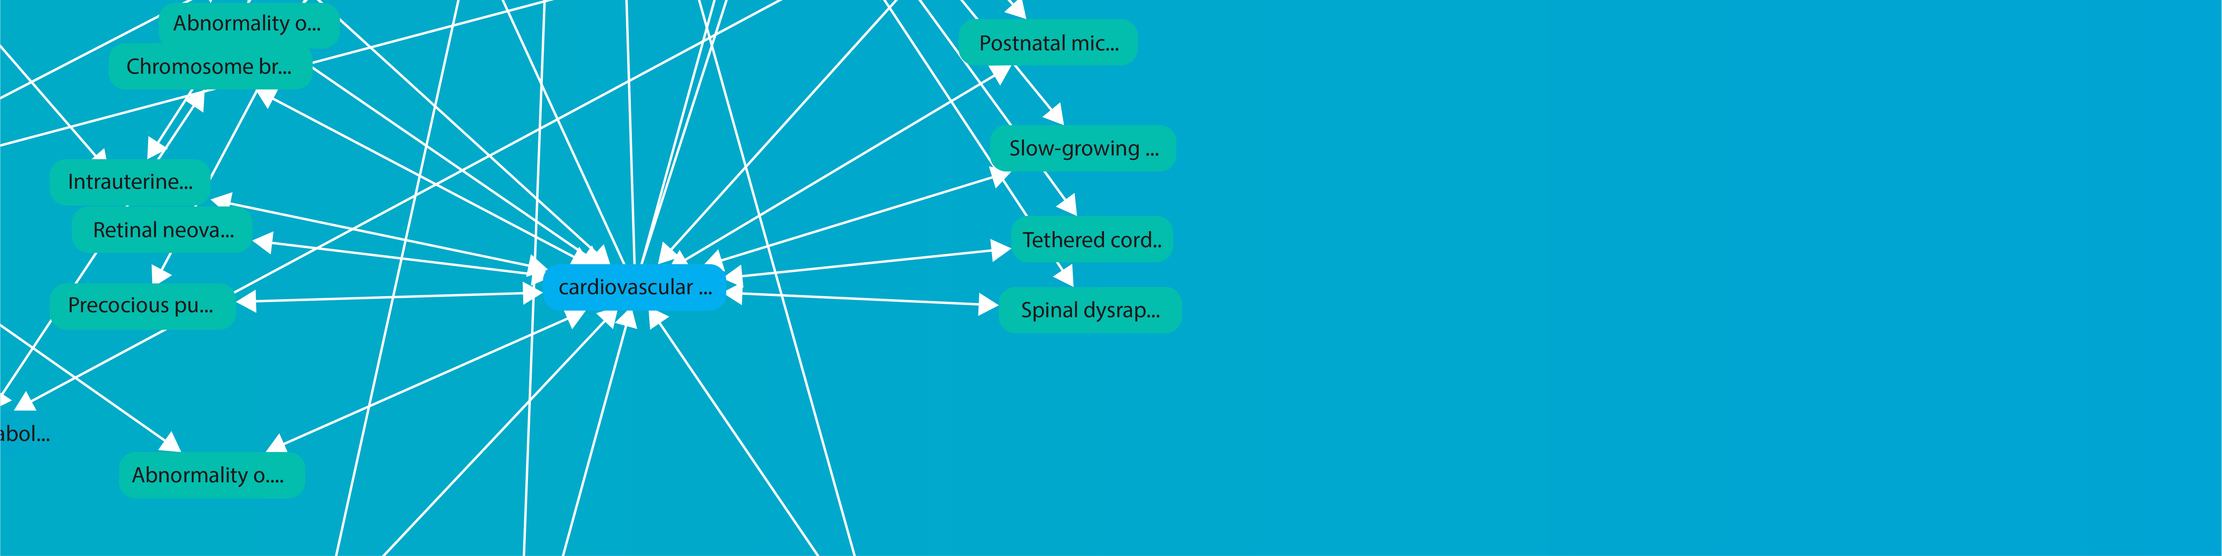 Abnormality o...
Chromosome br...
Postnatal mic...
Slow-growing ...
Intrauterine...
Retinal neova...
Tethered cord..
Precocious pu...
cardiovascular ...
Spinal dysrap...
abol...
Abnormality o....